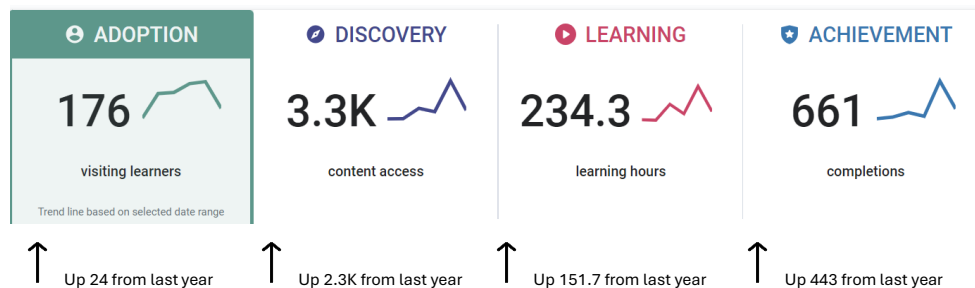 ADOPTION
176
visiting learners
Trend line based on selected date range
Up 24 from last year
DISCOVERY
3.3K
content access
Up 2.3K from last year
LEARNING
234.3
learning hours
Up 151.7 from last year
ACHIEVEMENT
661
completions
Up 443 from last year